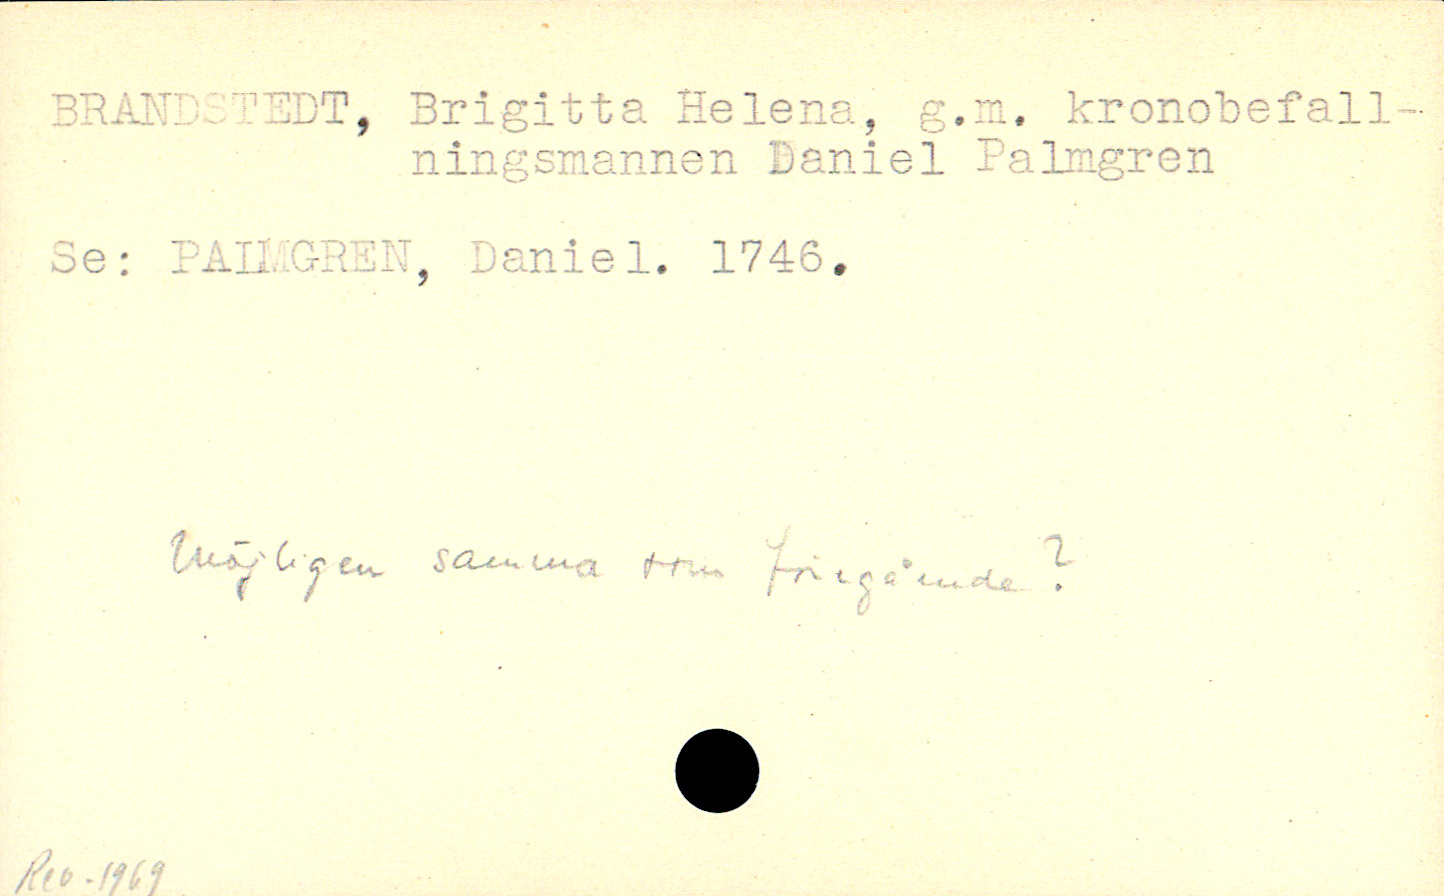 BRANDSTEDT, Brigitta Helena, g.m. kronobefall-
ningsmannen Daniel Palmgren
Se: PALMGREN, Daniel. 1746.
Möjligen samma som föregående?
Rev. 1969